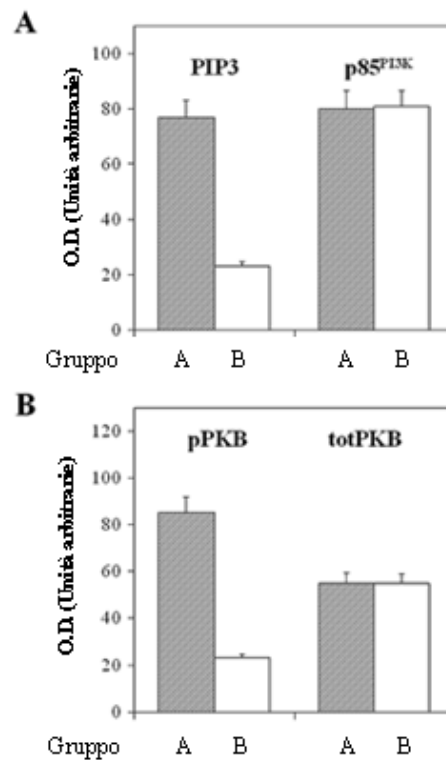 A
PIP3 p85PI3K
O.D. (Unità arbitrarie)
100
80
60
40
20
0
Gruppo A B A B
B
pPKB totPKB
O.D. (Unità arbitrarie)
120
100
80
60
40
20
0
Gruppo A B A B